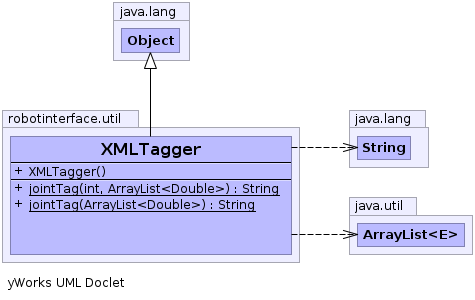 java.lang
Object
robotinterface.util
XMLTagger
+ XMLTagger()
+ jointTag(int, ArrayList<Double>) : String
+ jointTag(ArrayList<Double>) : String
java.lang
String
java.util
ArrayList<E>
yWorks UML Doclet